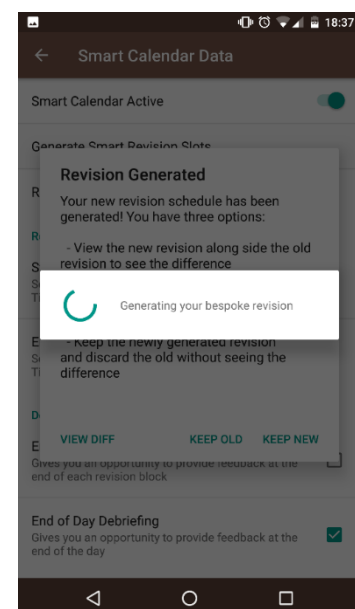 18:37
Smart Calendar Data
Smart Calendar Active
Generate Smart Revision Slots
Revision Generated
Your new revision schedule has been
generated! You have three options:
- View the new revision along side the old
revision to see the difference
Generating your bespoke revision
- Keep the newly generated revision
and discard the old without seeing the
difference
VIEW DIFF KEEP OLD KEEP NEW
Gives you an opportunity to provide feedback at the
end of each revision block
End of Day Debriefing
Gives you an opportunity to provide feedback at the
end of the day